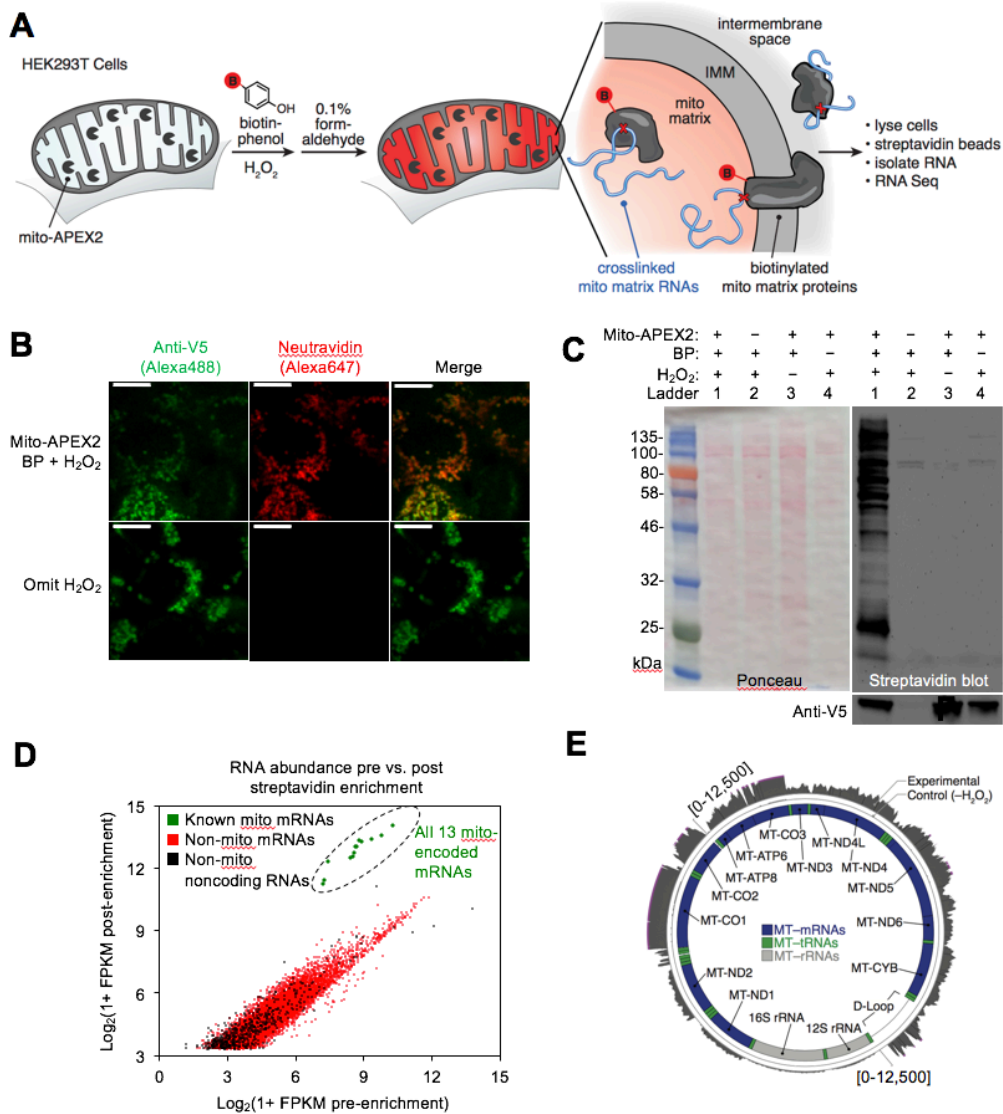 A
HEK293T Cells
B
OH
biotin-
phenol
H2O2
0.1%
form-
aldehyde
mito-APEX2
B
B
IMM
mito
matrix
intermembrane
space
• lyse cells
• streptavidin beads
• isolate RNA
• RNA Seq
crosslinked
mito matrix RNAs
biotinylated
mito matrix proteins
B
Anti-V5
(Alexa488)
Neutravidin
(Alexa647)
Merge
Mito-APEX2
BP + H2O2
Omit H2O2
C
Mito-APEX2: + – + + + – + +
BP: + + + – + + + –
H2O2: + + – + + + – +
Ladder 1 2 3 4 1 2 3 4
135-
100-
80-
58-
46-
32-
25-
kDa
Ponceau
Streptavidin blot
Anti-V5
D
RNA abundance pre vs. post
streptavidin enrichment
Known mito mRNAs
Non-mito mRNAs
Non-mito
noncoding RNAs
All 13 mito-
encoded
mRNAs
Log2(1+ FPKM post-enrichment)
15
12
9
6
3
0 3 6 9 12 15
Log2(1+ FPKM pre-enrichment)
E
[0-12,500]
Experimental
Control (–H2O2)
MT-CO3
MT-ND4L
MT-ATP6
MT-ND3
MT-ND4
MT-ATP8
MT-ND5
MT-CO2
MT-CO1
MT-ND6
MT–mRNAs
MT–tRNAs
MT–rRNAs
MT-CYB
MT-ND2
MT-ND1
D-Loop
16S rRNA
12S rRNA
[0-12,500]